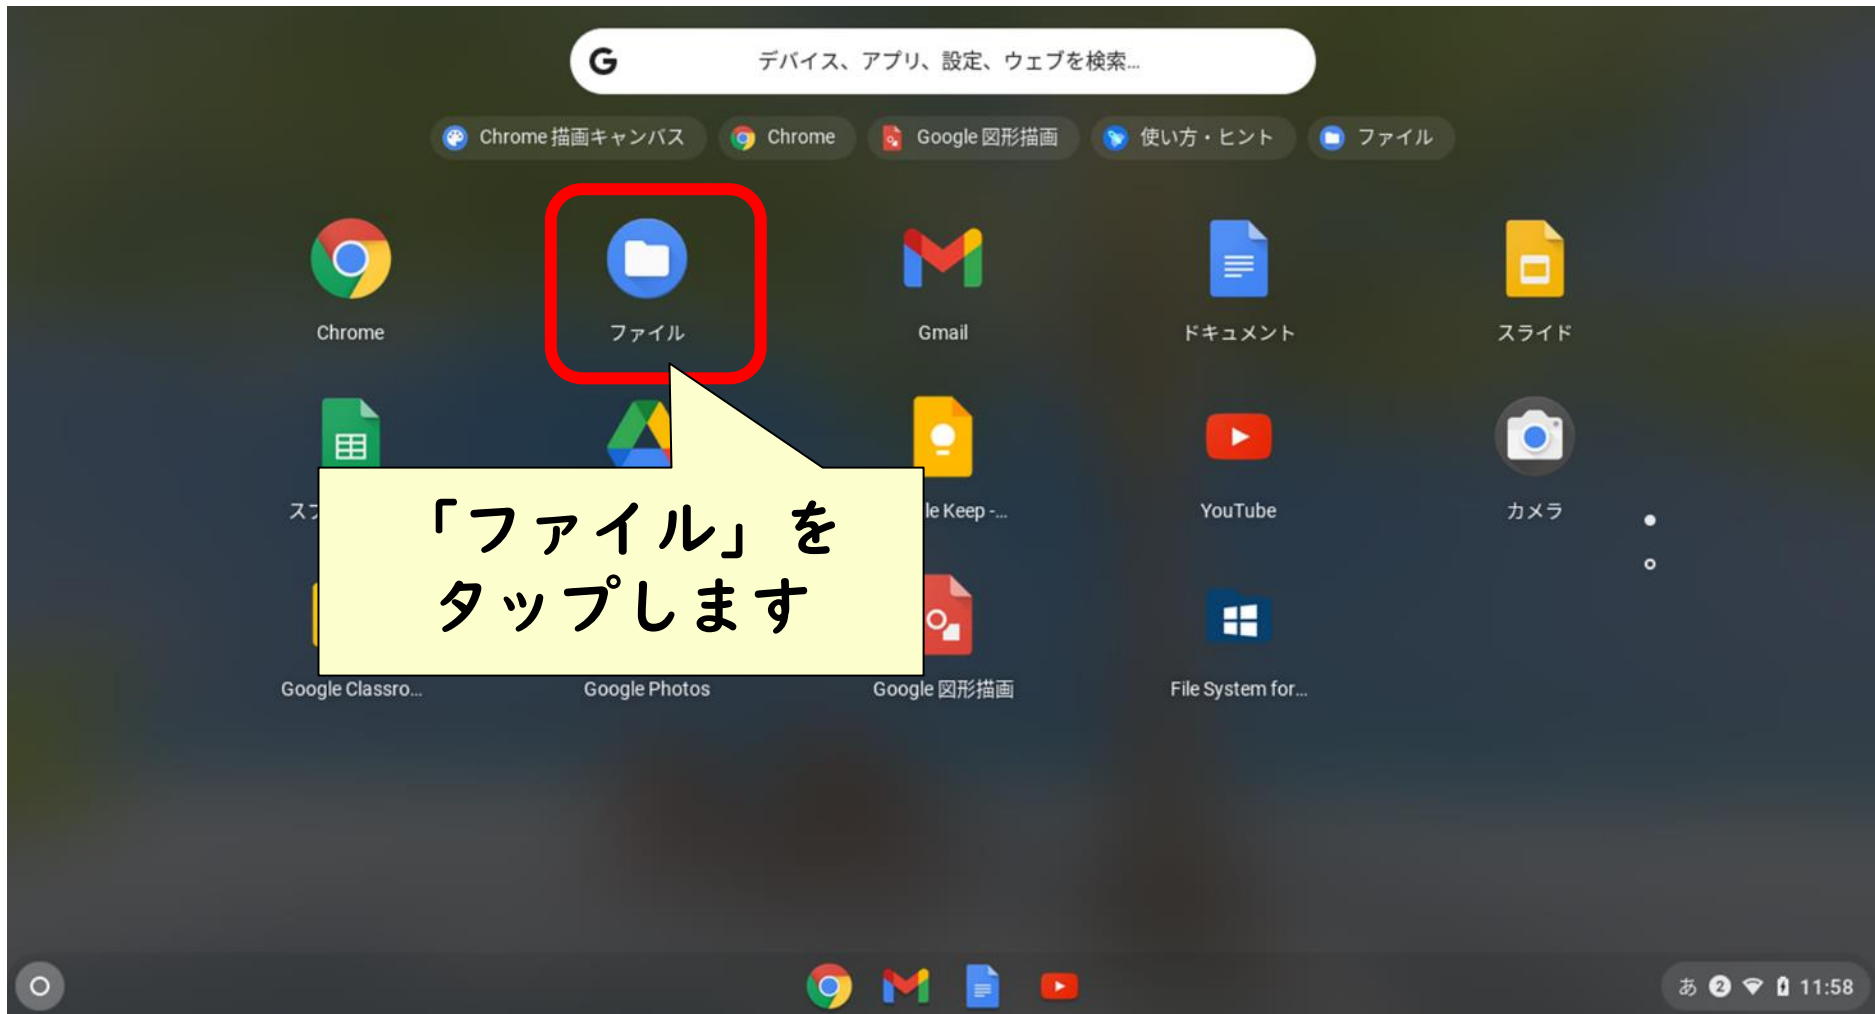 デバイス、アプリ、設定、ウェブを検索...
Chrome 描画キャンバス
Chrome
Google 図形描画
使い方・ヒント
ファイル
Chrome
ファイル
Gmail
ドキュメント
スライド
「ファイル」を
タップします
le Keep -...
YouTube
カメラ
Google Classro...
Google Photos
Google 図形描画
File System for...
あ 2 11:58